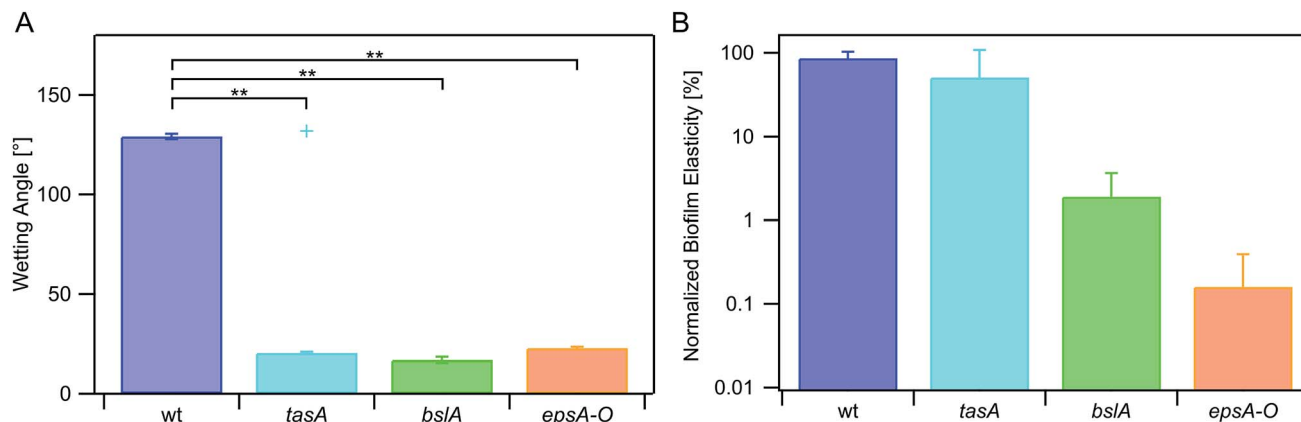 A
Wetting Angle [°]
150
100
50
0
**
**
**
+
wt tasA bslA epsA-O
B
Normalized Biofilm Elasticity [%]
100
10
1
0.1
0.01
wt tasA bslA epsA-O